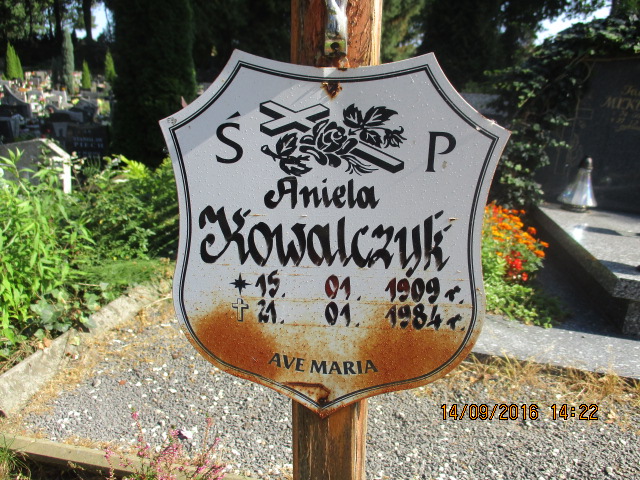 Ś P
Aniela
Kowalczyk
15. 01. 1909 r.
21. 01. 1984 r.
AVE MARIA
14/09/2016 14:22